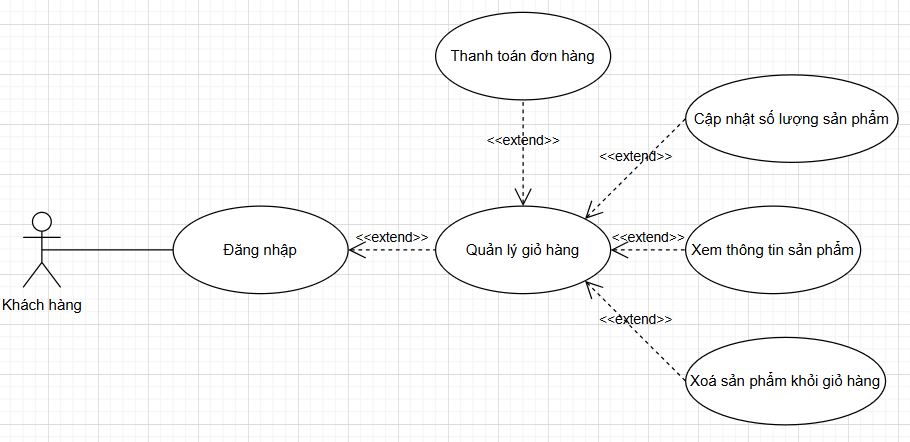 Thanh toán đơn hàng
<<extend>>
Cập nhật số lượng sản phẩm
<<extend>>
Khách hàng
Đăng nhập
<<extend>>
Quản lý giỏ hàng
<<extend>>
Xem thông tin sản phẩm
<<extend>>
Xoá sản phẩm khỏi giỏ hàng